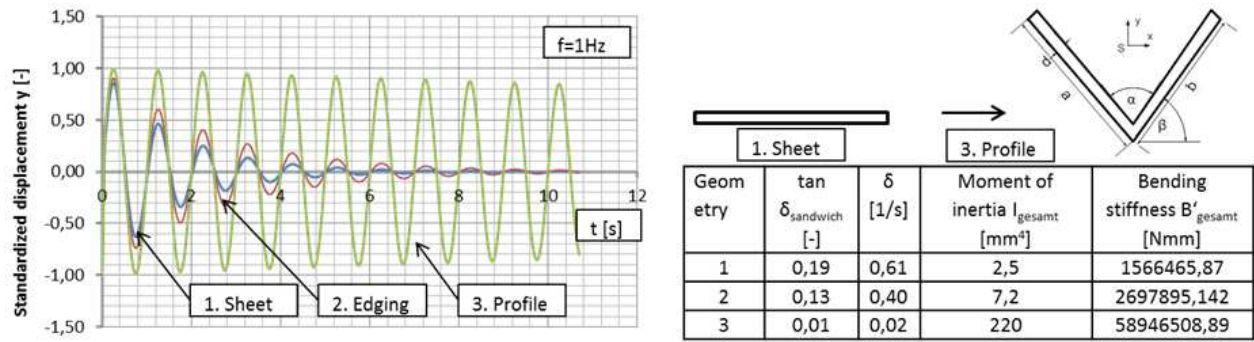 Standardized displacement y [-]
1,50
1,00
0,50
0,00
-0,50
-1,00
-1,50
0 2 4 6 8 10 12
t [s]
f=1Hz
1. Sheet
2. Edging
3. Profile
1. Sheet
3. Profile
y
x
S
d
a
α
b
β
Geom etry | tan δsandwich [-] | δ [1/s] | Moment of inertia Igesamt [mm⁴] | Bending stiffness B'gesamt [Nmm]
1 | 0,19 | 0,61 | 2,5 | 1566465,87
2 | 0,13 | 0,40 | 7,2 | 2697895,142
3 | 0,01 | 0,02 | 220 | 58946508,89